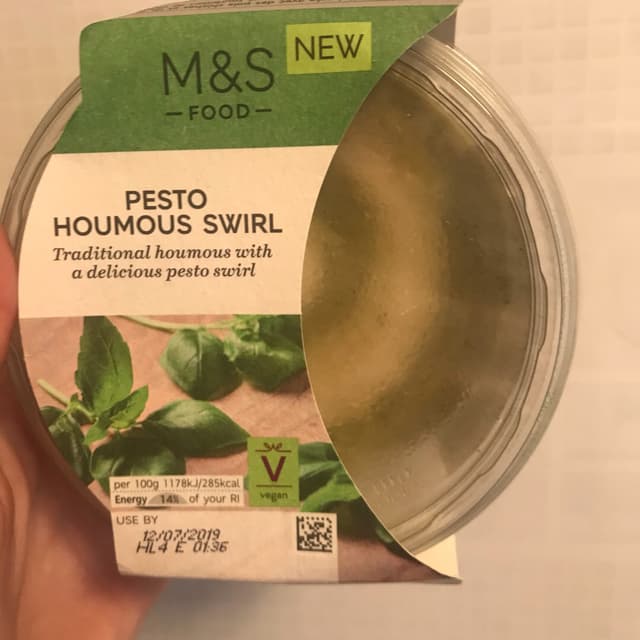 M&S
NEW
—FOOD—
PESTO
HOUMOUS SWIRL
Traditional houmous with
a delicious pesto swirl
V
vegan
per 100g 1178kJ/285kcal
Energy 14% of your RI
USE BY
12/07/2019
HL4 E 01:36